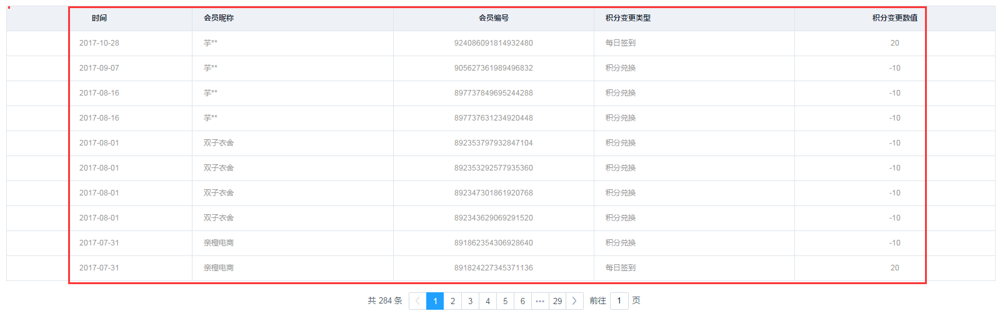 时间 会员昵称 会员编号 积分变更类型 积分变更数值
2017-10-28 芋** 924086091814932480 每日签到 20
2017-09-07 芋** 905627361989496832 积分兑换 -10
2017-08-16 芋** 897737849695244288 积分兑换 -10
2017-08-16 芋** 897737631234920448 积分兑换 -10
2017-08-01 双子衣舍 892353797932847104 积分兑换 -10
2017-08-01 双子衣舍 892353292577935360 积分兑换 -10
2017-08-01 双子衣舍 892347301861920768 积分兑换 -10
2017-08-01 双子衣舍 892343629069291520 积分兑换 -10
2017-07-31 亲橙电商 891862354306928640 积分兑换 -10
2017-07-31 亲橙电商 891824227345371136 每日签到 20
共 284 条 < 1 2 3 4 5 6 ••• 29 > 前往 1 页